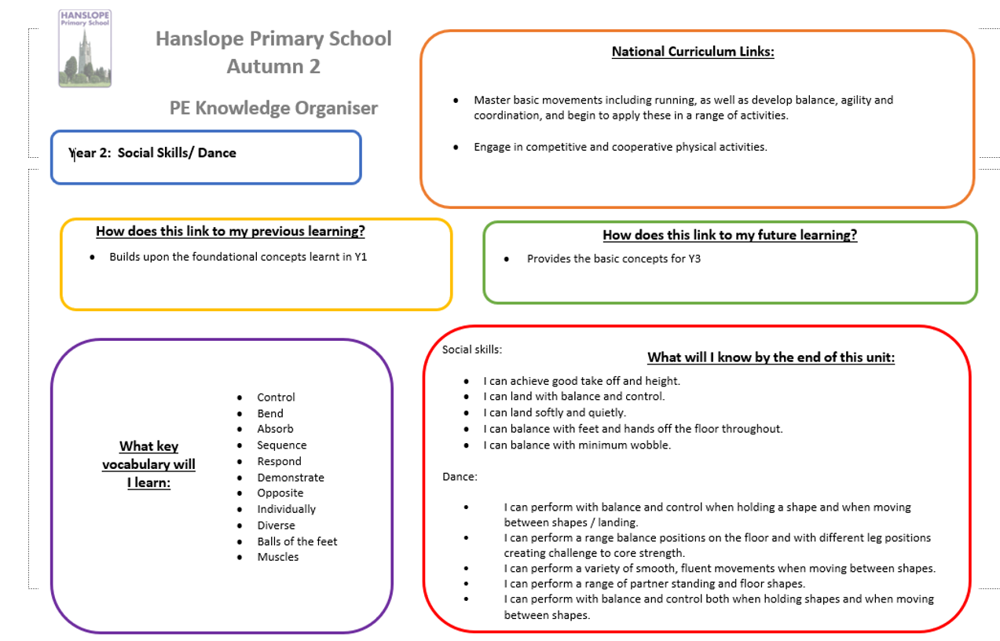 HANSLOPE
Primary School
Hanslope Primary School
Autumn 2
PE Knowledge Organiser
Year 2:  Social Skills/ Dance
National Curriculum Links:
• Master basic movements including running, as well as develop balance, agility and
coordination, and begin to apply these in a range of activities.
• Engage in competitive and cooperative physical activities.
How does this link to my previous learning?
• Builds upon the foundational concepts learnt in Y1
How does this link to my future learning?
• Provides the basic concepts for Y3
What key
vocabulary will
I learn:
• Control
• Bend
• Absorb
• Sequence
• Respond
• Demonstrate
• Opposite
• Individually
• Diverse
• Balls of the feet
• Muscles
What will I know by the end of this unit:
Social skills:
• I can achieve good take off and height.
• I can land with balance and control.
• I can land softly and quietly.
• I can balance with feet and hands off the floor throughout.
• I can balance with minimum wobble.
Dance:
• I can perform with balance and control when holding a shape and when moving
between shapes / landing.
• I can perform a range balance positions on the floor and with different leg positions
creating challenge to core strength.
• I can perform a variety of smooth, fluent movements when moving between shapes.
• I can perform a range of partner standing and floor shapes.
• I can perform with balance and control both when holding shapes and when moving
between shapes.